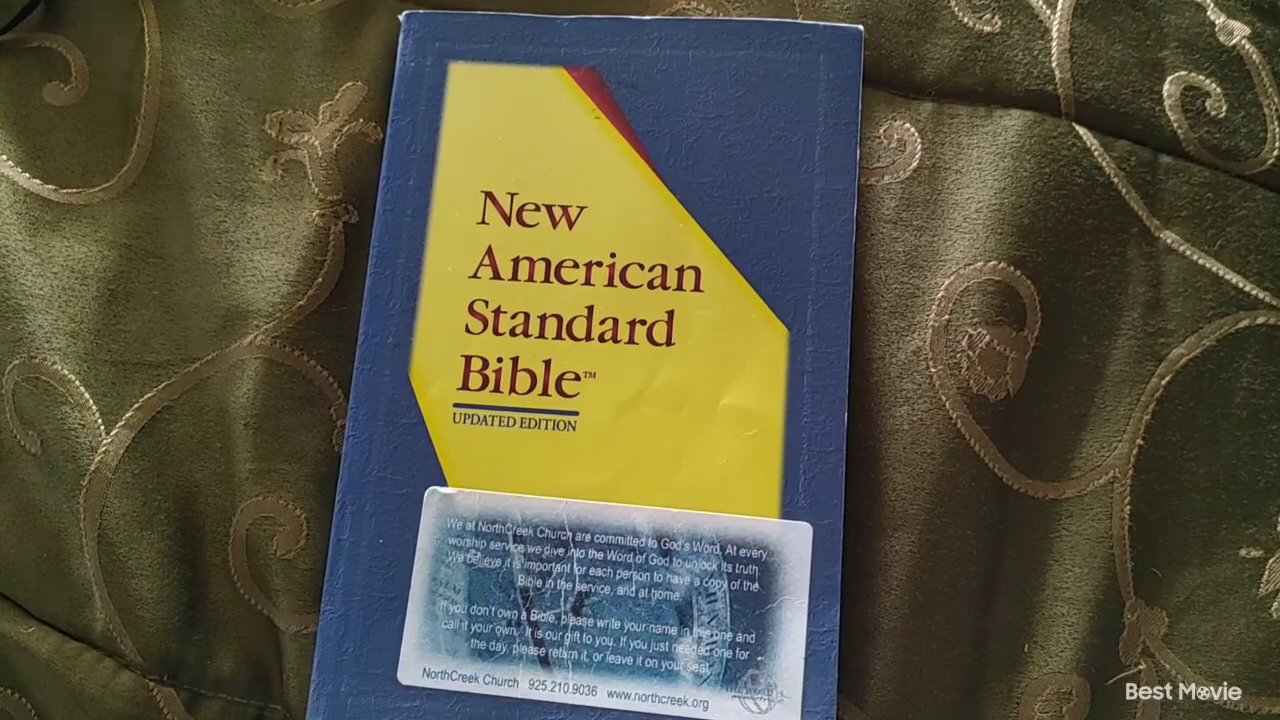 New
American
Standard
Bible™
UPDATED EDITION
We at NorthCreek Church are committed to God's Word. At every
worship service we dive into the Word of God to unlock its truth.
We believe it is important for each person to have a copy of the
Bible in the service, and at home.
If you don't own a Bible, please write your name in this one and
call it your own. It is our gift to you. If you just needed one for
the day, please return it, or leave it on your seat.
NorthCreek Church 925.210.9036 www.northcreek.org
Best Movie